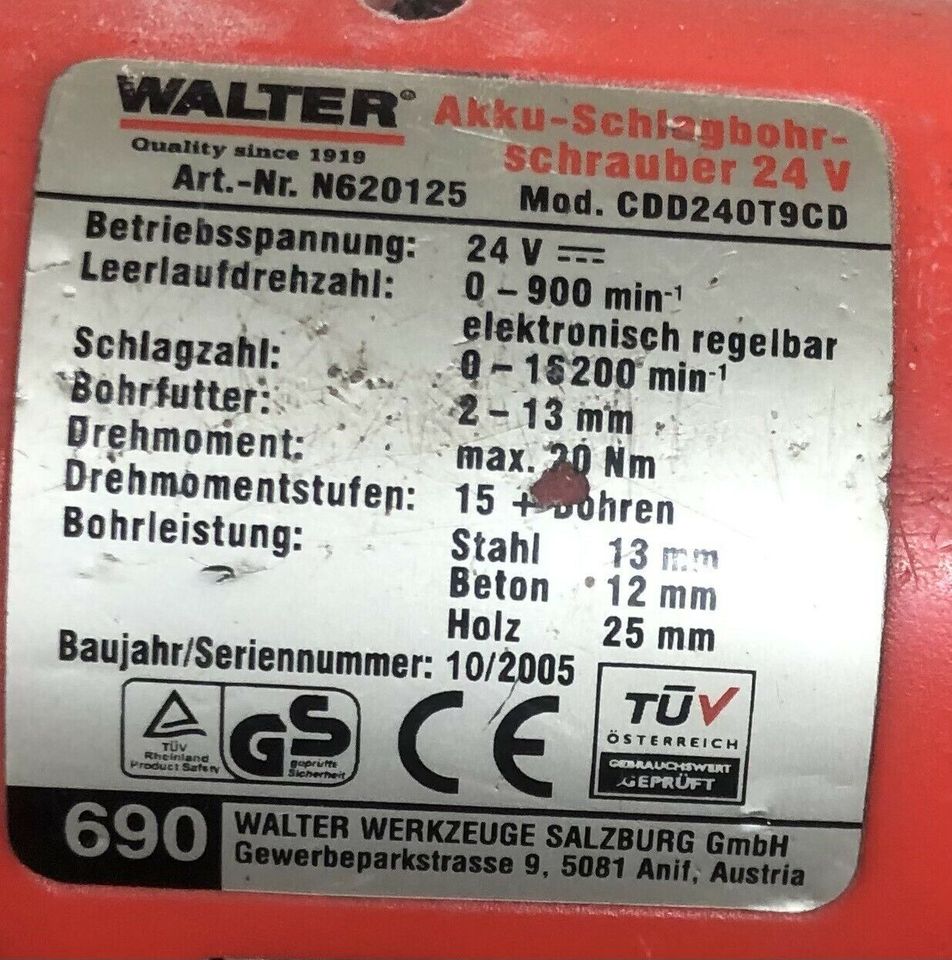 WALTER® Akku-Schlagbohr-
Quality since 1919 schrauber 24 V
Art.-Nr. N620125 Mod. CDD240T9CD
Betriebsspannung: 24 V
Leerlaufdrehzahl: 0 – 900 min-1
elektronisch regelbar
Schlagzahl: 0 – 16200 min-1
Bohrfutter: 2 – 13 mm
Drehmoment: max. 20 Nm
Drehmomentstufen: 15 + Bohren
Bohrleistung: Stahl 13 mm
Beton 12 mm
Holz 25 mm
Baujahr/Seriennummer: 10/2005
TÜV
Rheinland
Product Safety
GS
geprüfte
Sicherheit
CE
TÜV
ÖSTERREICH
GEBRAUCHSWERT
GEPRÜFT
690
WALTER WERKZEUGE SALZBURG GmbH
Gewerbeparkstrasse 9, 5081 Anif, Austria